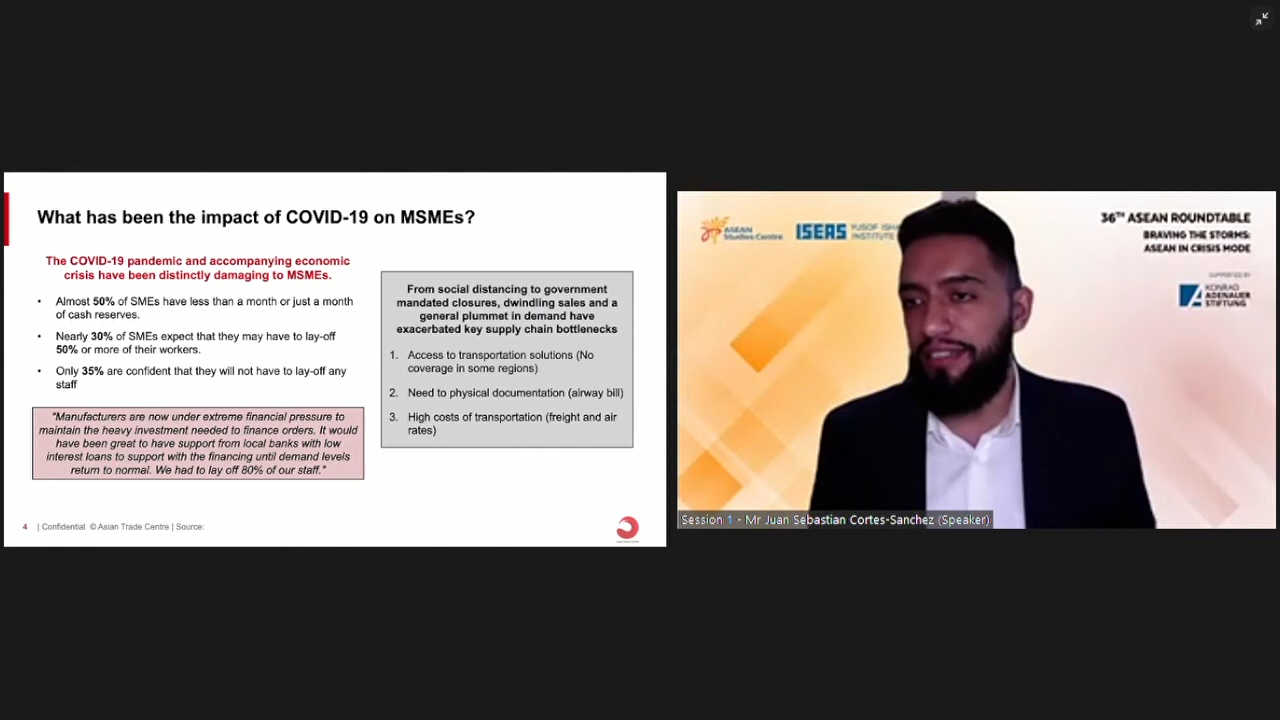 What has been the impact of COVID-19 on MSMEs?
The COVID-19 pandemic and accompanying economic
crisis have been distinctly damaging to MSMEs.
• Almost 50% of SMEs have less than a month or just a month
of cash reserves.
• Nearly 30% of SMEs expect that they may have to lay-off
50% or more of their workers.
• Only 35% are confident that they will not have to lay-off any
staff
"Manufacturers are now under extreme financial pressure to
maintain the heavy investment needed to finance orders. It would
have been great to have support from local banks with low
interest loans to support with the financing until demand levels
return to normal. We had to lay off 80% of our staff."
From social distancing to government
mandated closures, dwindling sales and a
general plummet in demand have
exacerbated key supply chain bottlenecks
1. Access to transportation solutions (No
coverage in some regions)
2. Need to physical documentation (airway bill)
3. High costs of transportation (freight and air
rates)
4 | Confidential © Asian Trade Centre | Source:
ASEAN
Studies Centre
ISEAS YUSOF ISHA
INSTITUTE
36TH ASEAN ROUNDTABLE
BRAVING THE STORMS:
ASEAN IN CRISIS MODE
SUPPORTED BY
KONRAD
ADENAUER
STIFTUNG
Session 1 - Mr Juan Sebastian Cortes-Sanchez (Speaker)